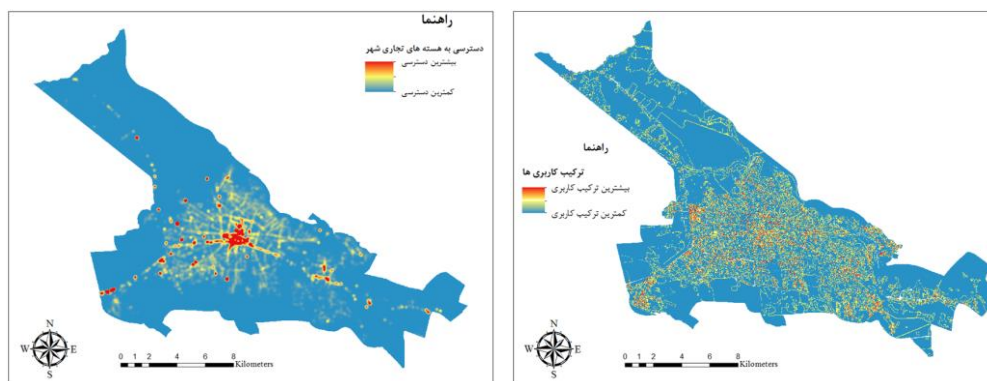 راهنما
دسترسی به هسته های تجاری شهر
بیشترین دسترسی
کمترین دسترسی
N
W E
S
0 1 2 4 6 8
Kilometers
راهنما
ترکیب کاربری ها
بیشترین ترکیب کاربری
کمترین ترکیب کاربری
N
W E
S
0 1 2 4 6 8
Kilometers